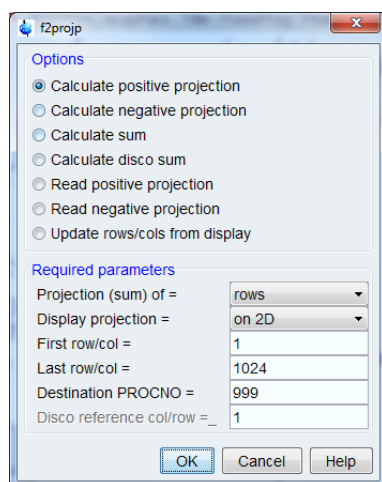 f2projp
Options
Calculate positive projection
Calculate negative projection
Calculate sum
Calculate disco sum
Read positive projection
Read negative projection
Update rows/cols from display
Required parameters
Projection (sum) of = rows
Display projection = on 2D
First row/col = 1
Last row/col = 1024
Destination PROCNO = 999
Disco reference col/row =_ 1
OK Cancel Help